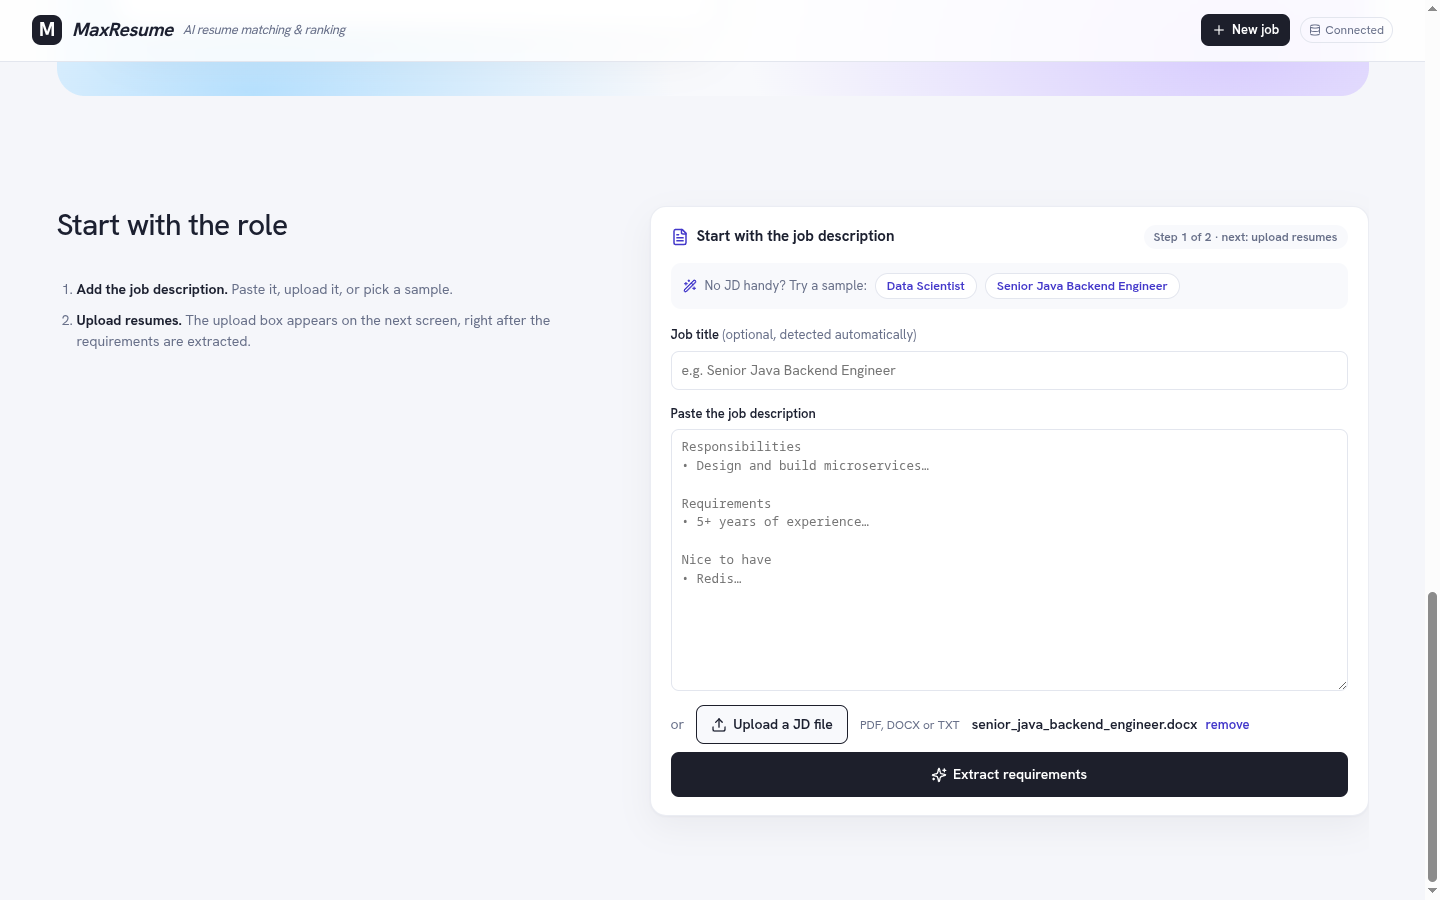 M MaxResume AI resume matching & ranking
New job
Connected
Start with the role
1. Add the job description. Paste it, upload it, or pick a sample.
2. Upload resumes. The upload box appears on the next screen, right after the
requirements are extracted.
Start with the job description
Step 1 of 2 · next: upload resumes
No JD handy? Try a sample: Data Scientist Senior Java Backend Engineer
Job title (optional, detected automatically)
e.g. Senior Java Backend Engineer
Paste the job description
Responsibilities
• Design and build microservices…
Requirements
• 5+ years of experience…
Nice to have
• Redis…
or Upload a JD file PDF, DOCX or TXT senior_java_backend_engineer.docx remove
Extract requirements